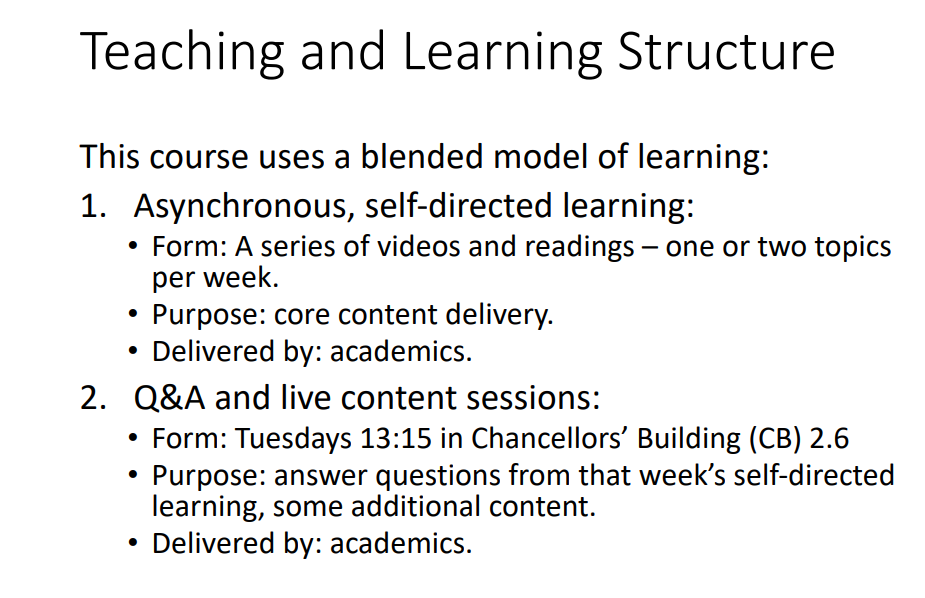 Teaching and Learning Structure
This course uses a blended model of learning:
1. Asynchronous, self-directed learning:
• Form: A series of videos and readings – one or two topics
per week.
• Purpose: core content delivery.
• Delivered by: academics.
2. Q&A and live content sessions:
• Form: Tuesdays 13:15 in Chancellors’ Building (CB) 2.6
• Purpose: answer questions from that week’s self-directed
learning, some additional content.
• Delivered by: academics.